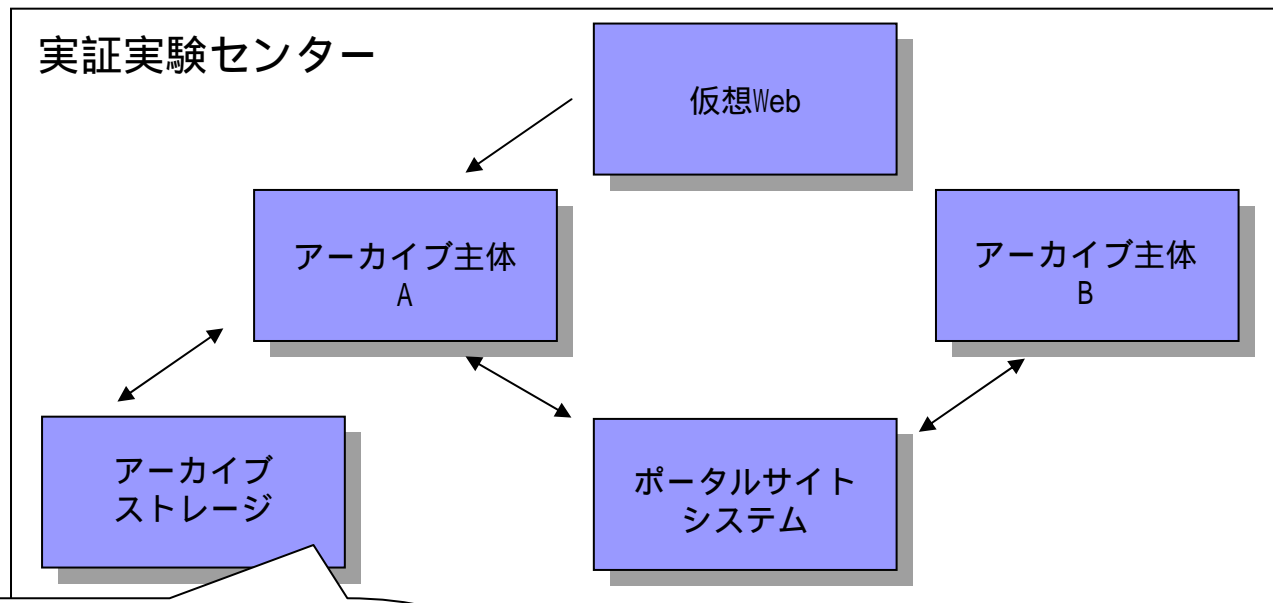 実証実験センター
仮想Web
アーカイブ主体
A
アーカイブ主体
B
アーカイブ
ストレージ
ポータルサイト
システム